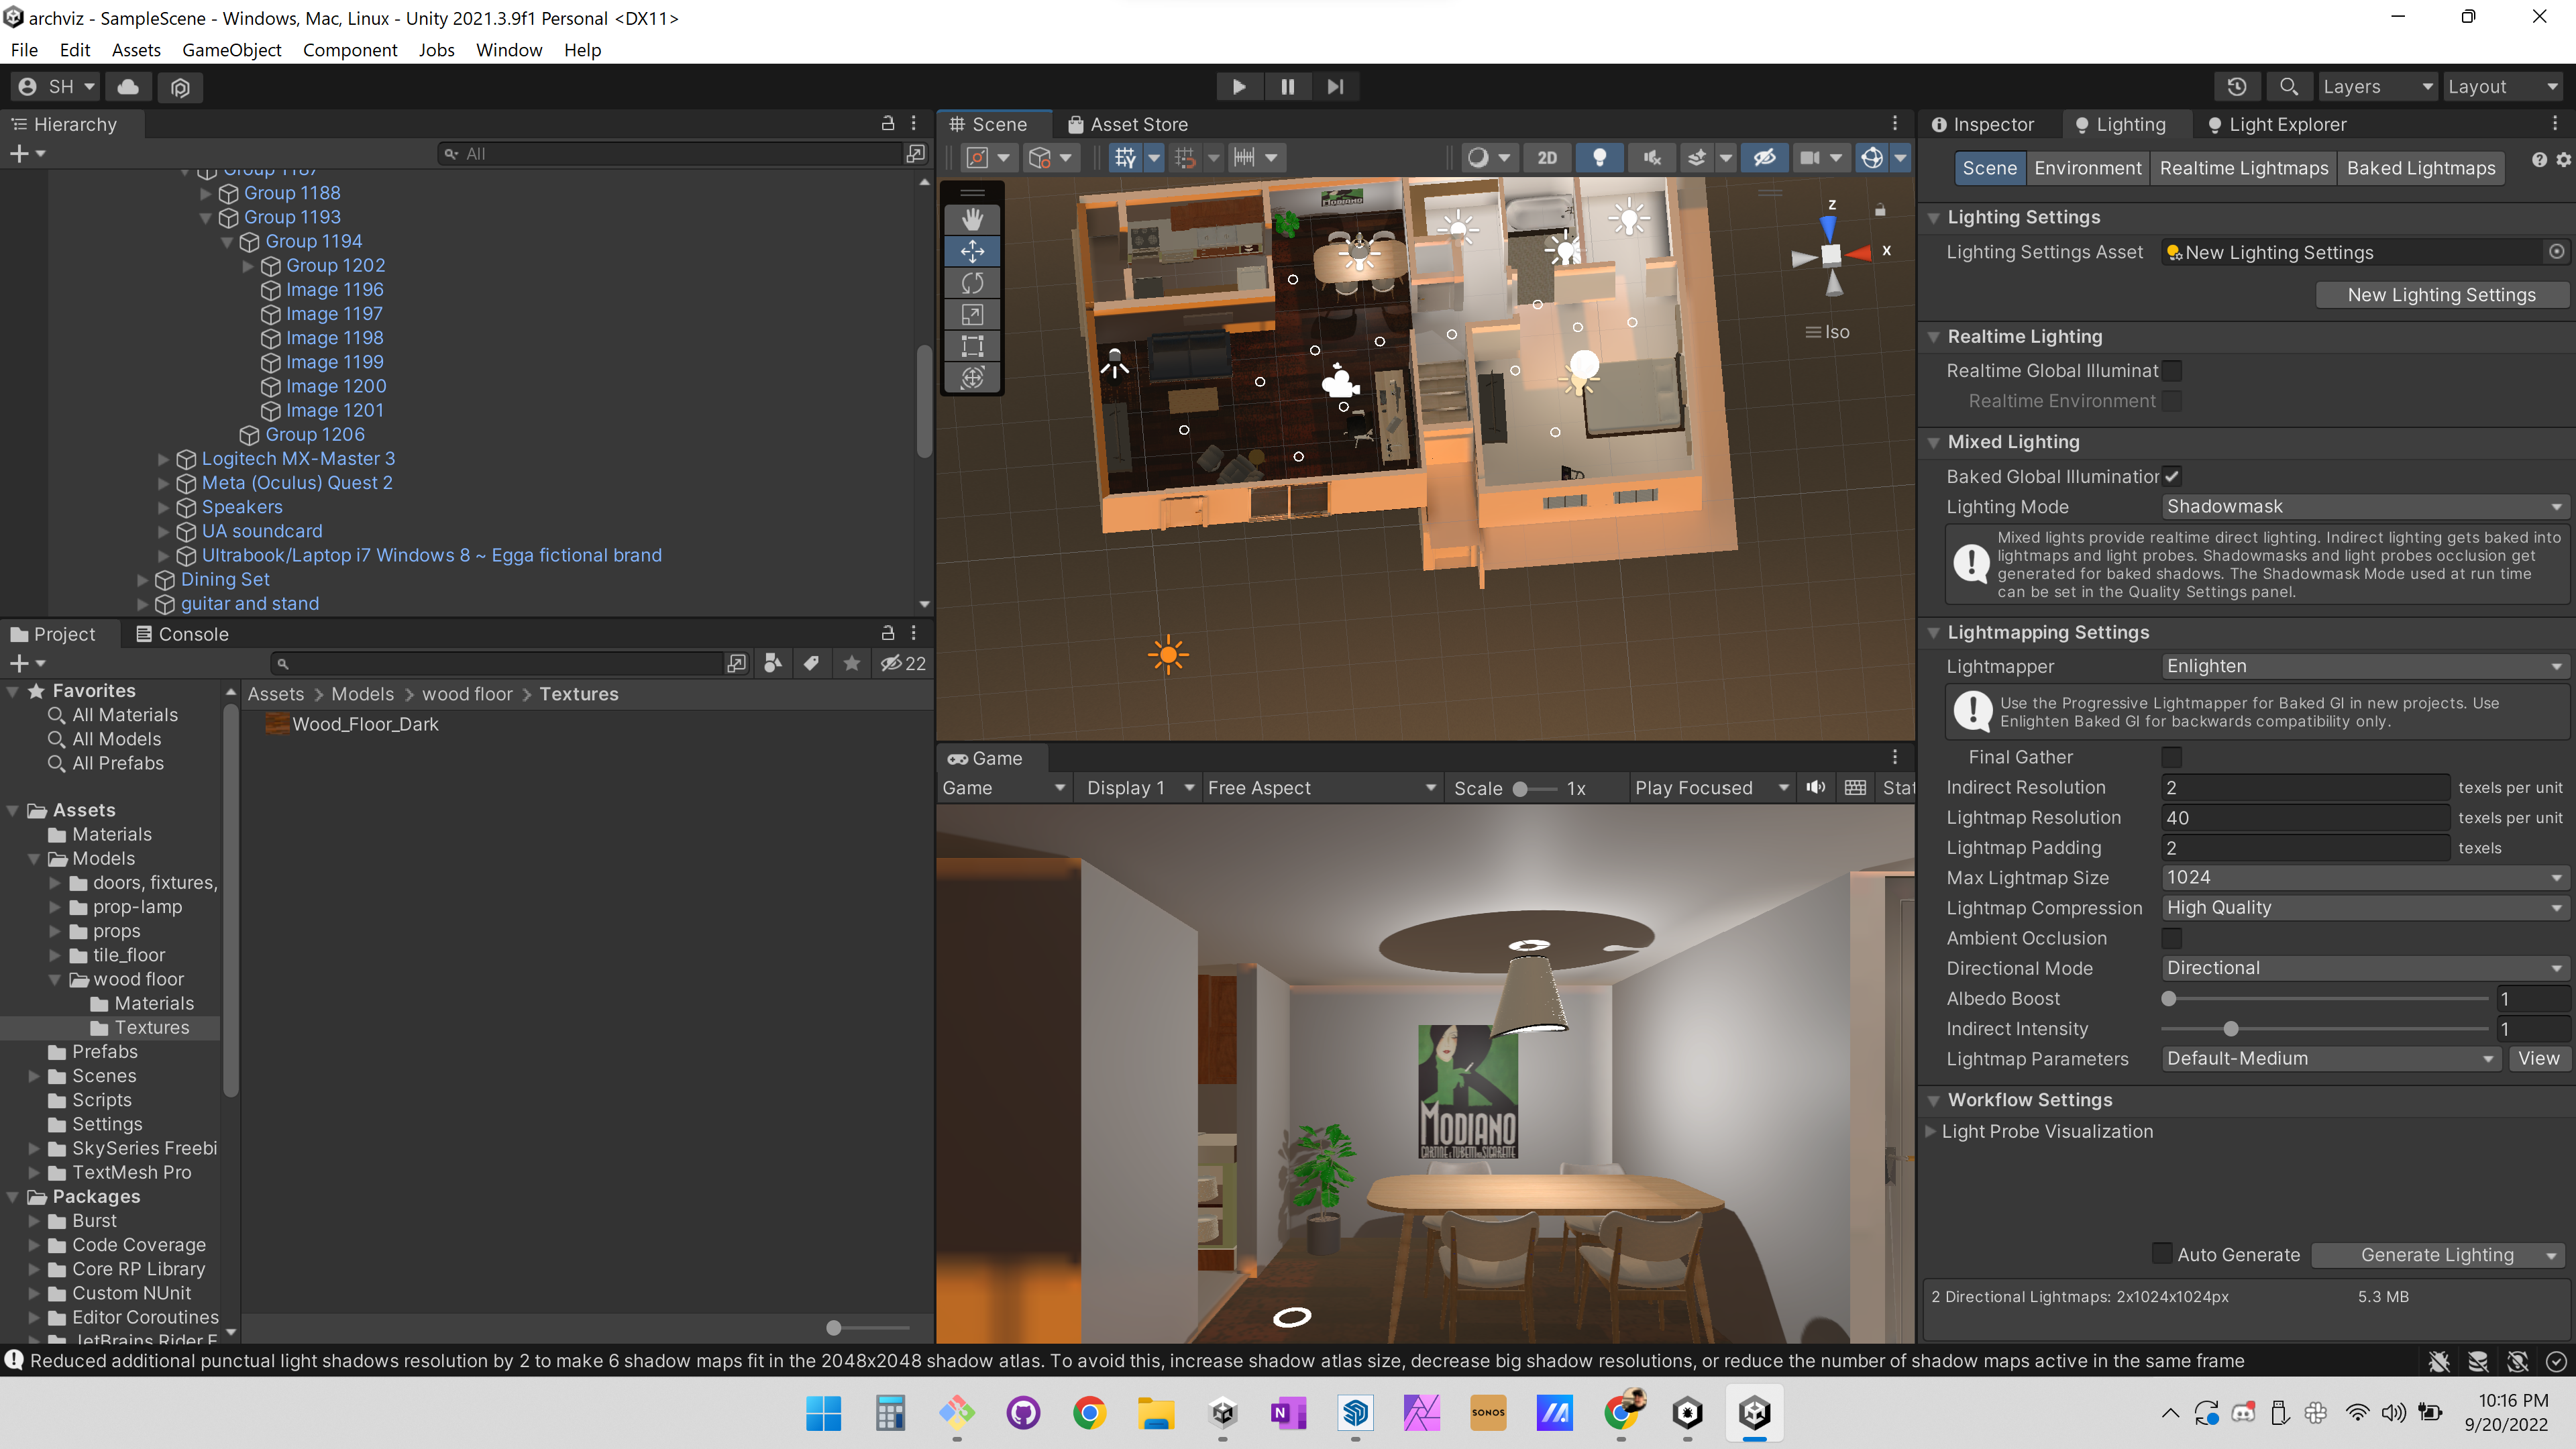 archviz - SampleScene - Windows, Mac, Linux - Unity 2021.3.9f1 Personal <DX11>
File Edit Assets GameObject Component Jobs Window Help
SH
Layers
Layout
Hierarchy
All
Group 1187
Group 1188
Group 1193
Group 1194
Group 1202
Image 1196
Image 1197
Image 1198
Image 1199
Image 1200
Image 1201
Group 1206
Logitech MX-Master 3
Meta (Oculus) Quest 2
Speakers
UA soundcard
Ultrabook/Laptop i7 Windows 8 ~ Egga fictional brand
Dining Set
guitar and stand
Project
Console
22
Favorites
All Materials
All Models
All Prefabs
Assets
Materials
Models
doors, fixtures,
prop-lamp
props
tile_floor
wood floor
Materials
Textures
Prefabs
Scenes
Scripts
Settings
SkySeries Freebi
TextMesh Pro
Packages
Burst
Code Coverage
Core RP Library
Custom NUnit
Editor Coroutines
JetBrains Rider E
Assets > Models > wood floor > Textures
Wood_Floor_Dark
Scene
Asset Store
2D
MODIANO
z
x
Iso
Game
Game
Display 1
Free Aspect
Scale
1x
Play Focused
Stat
MODIANO
Inspector
Lighting
Light Explorer
Scene
Environment
Realtime Lightmaps
Baked Lightmaps
Lighting Settings
Lighting Settings Asset
New Lighting Settings
New Lighting Settings
Realtime Lighting
Realtime Global Illuminat
Realtime Environment
Mixed Lighting
Baked Global Illumination
Lighting Mode
Shadowmask
Mixed lights provide realtime direct lighting. Indirect lighting gets baked into
lightmaps and light probes. Shadowmasks and light probes occlusion get
generated for baked shadows. The Shadowmask Mode used at run time
can be set in the Quality Settings panel.
Lightmapping Settings
Lightmapper
Enlighten
Use the Progressive Lightmapper for Baked GI in new projects. Use
Enlighten Baked GI for backwards compatibility only.
Final Gather
Indirect Resolution
2
texels per unit
Lightmap Resolution
40
texels per unit
Lightmap Padding
2
texels
Max Lightmap Size
1024
Lightmap Compression
High Quality
Ambient Occlusion
Directional Mode
Directional
Albedo Boost
1
Indirect Intensity
1
Lightmap Parameters
Default-Medium
View
Workflow Settings
Light Probe Visualization
Auto Generate
Generate Lighting
2 Directional Lightmaps: 2x1024x1024px
5.3 MB
Reduced additional punctual light shadows resolution by 2 to make 6 shadow maps fit in the 2048x2048 shadow atlas. To avoid this, increase shadow atlas size, decrease big shadow resolutions, or reduce the number of shadow maps active in the same frame
SONOS
10:16 PM
9/20/2022